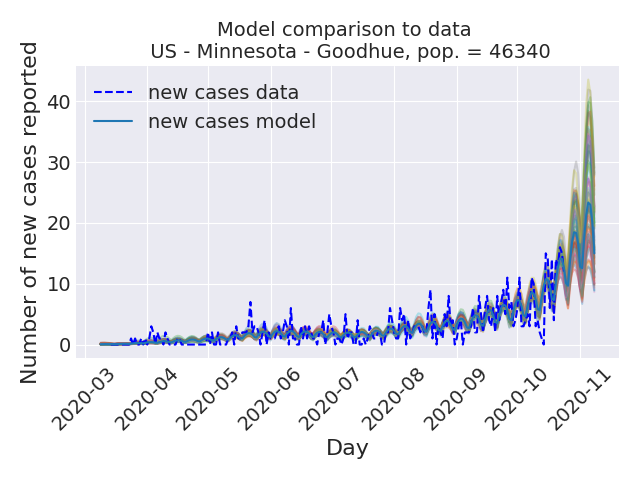 Model comparison to data
US - Minnesota - Goodhue, pop. = 46340
Number of new cases reported
40
30
20
10
0
new cases data
new cases model
2020-03
2020-04
2020-05
2020-06
2020-07
2020-08
2020-09
2020-10
2020-11
Day